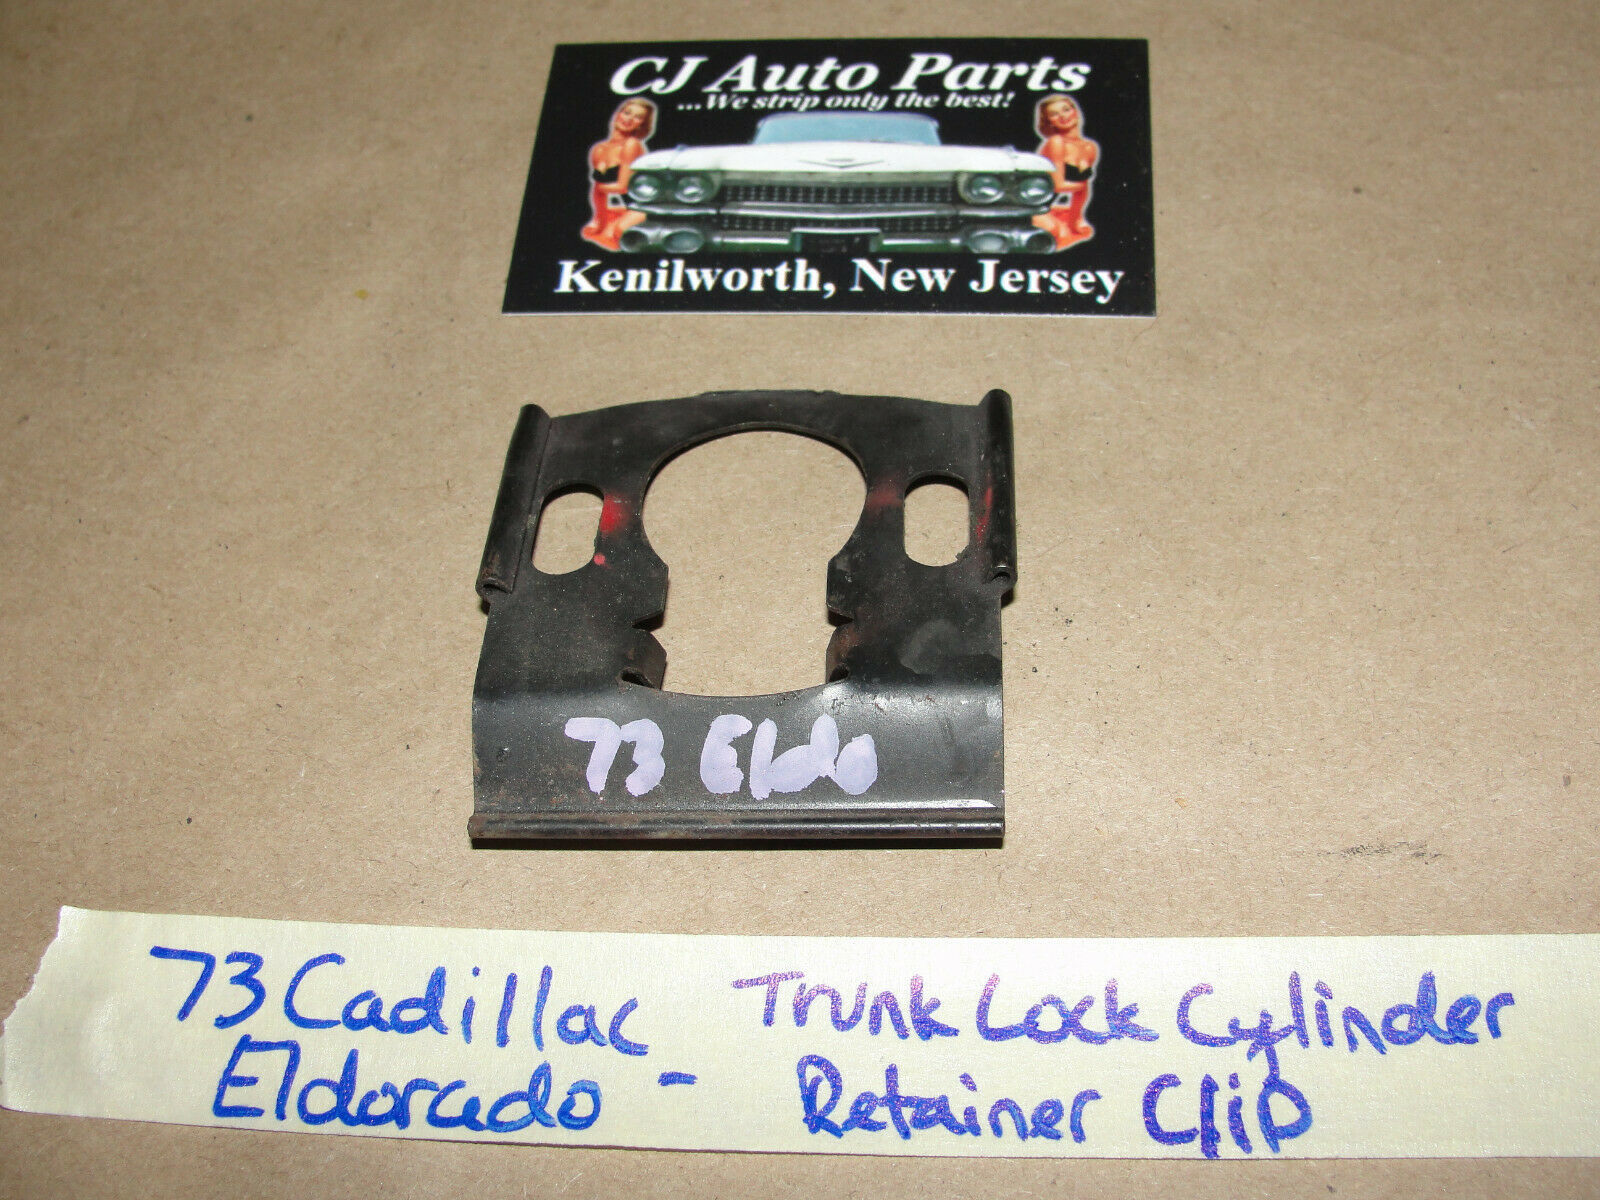 CJ Auto Parts
...We strip only the best!
Kenilworth, New Jersey
73 Eldo
73 Cadillac - Trunk Lock Cylinder
Eldorado - Retainer Clip